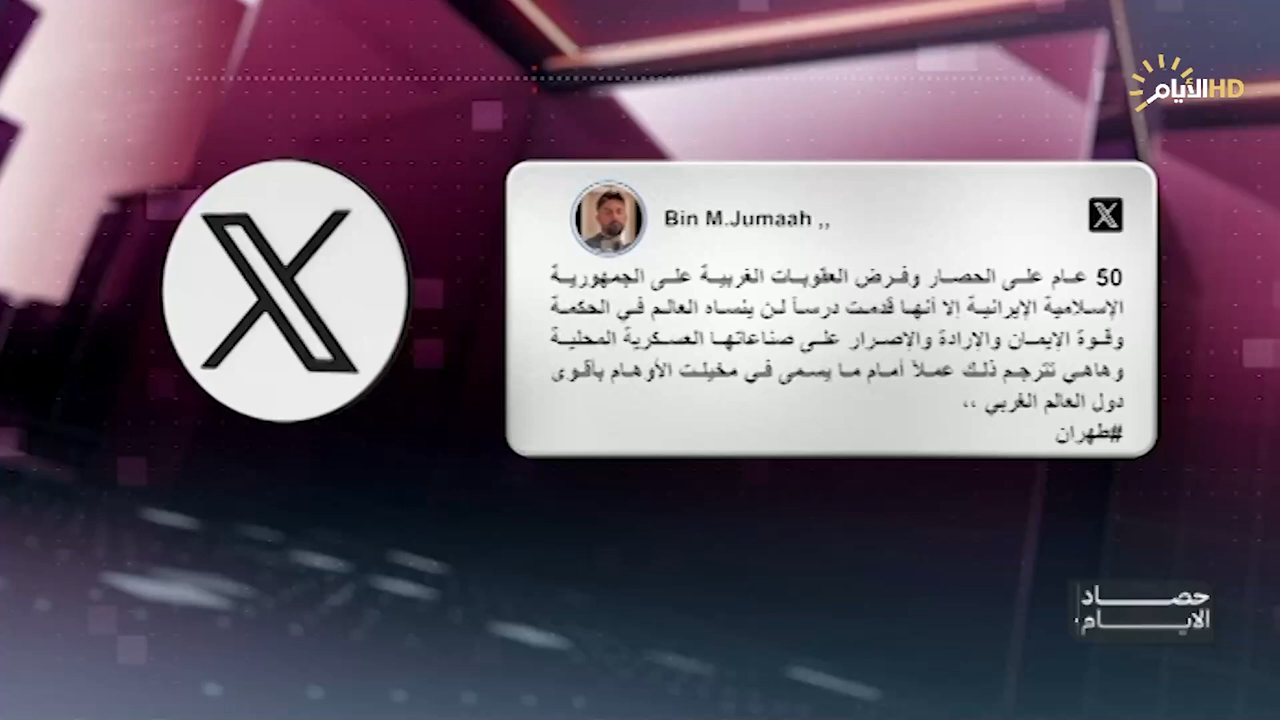 الأيام HD
Bin M.Jumaah ,,
50 عام على الحصار وفرض العقوبات الغربية على الجمهورية
الإسلامية الإيرانية إلا أنها قدمت درساً لن ينساه العالم في الحكمة
وقوة الإيمان والإرادة والإصرار على صناعاتها العسكرية المحلية
وهاهي تترجم ذلك عملاً أمام ما يسمى في مخيلت الأوهام بأقوى
دول العالم الغربي ،،
#طهران
حصاد
الايام